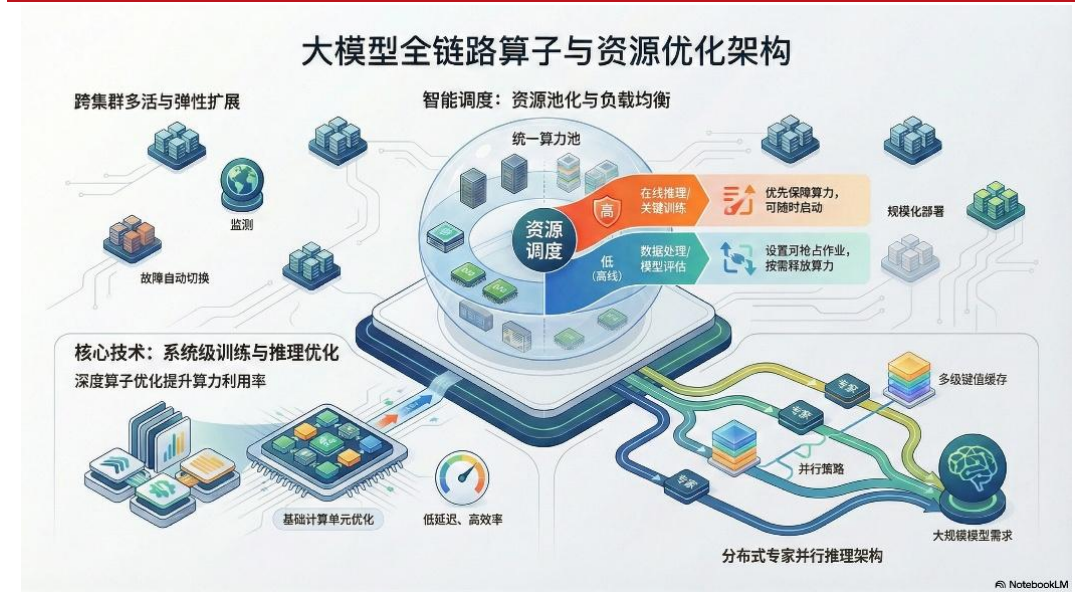 大模型全链路算子与资源优化架构
跨集群多活与弹性扩展
智能调度：资源池化与负载均衡
统一算力池
监测
故障自动切换
资源
调度
高
在线推理/
关键训练
优先保障算力，
可随时启动
低
(高线)
数据处理/
模型评估
设置可抢占作业，
按需释放算力
规模化部署
核心技术：系统级训练与推理优化
深度算子优化提升算力利用率
基础计算单元优化
低延迟、高效率
多级键值缓存
专家
专家
专家
并行策略
大规模模型需求
分布式专家并行推理架构
NotebookLM